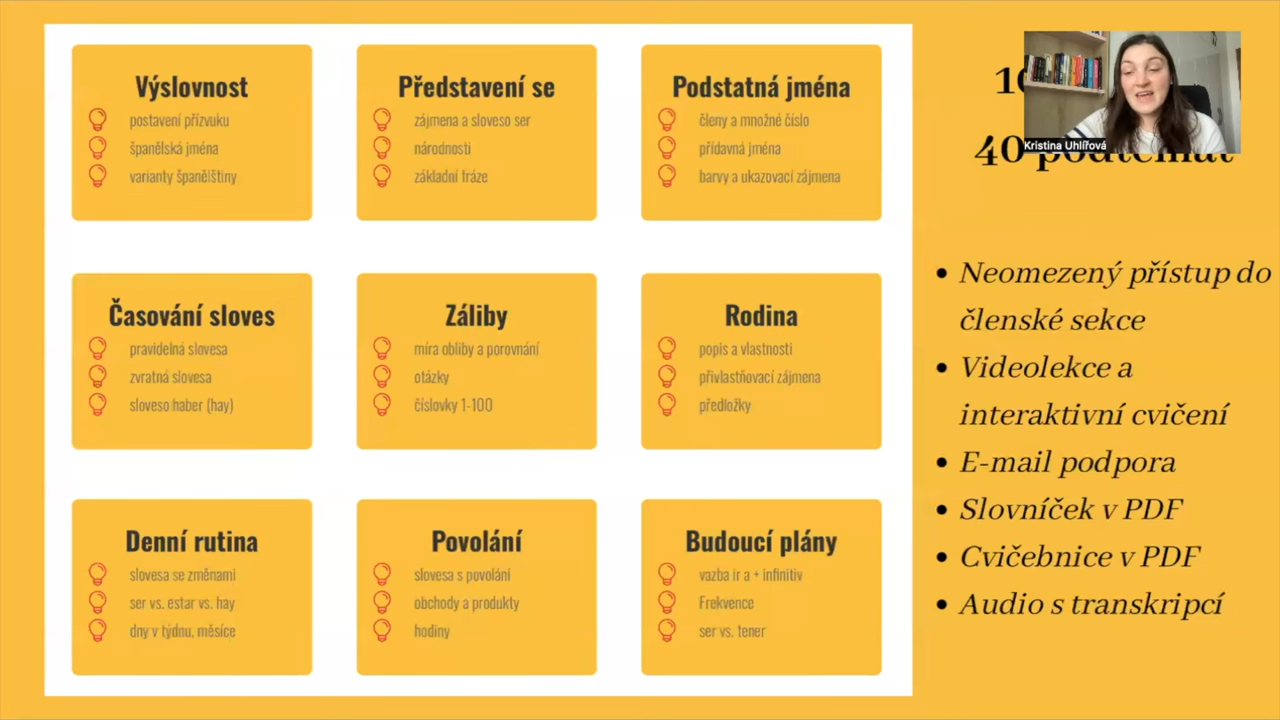 Výslovnost
postavení přízvuku
španělská jména
varianty španělštiny
Představení se
zájmena a sloveso ser
národnosti
základní fráze
Podstatná jména
členy a množné číslo
přídavná jména
barvy a ukazovací zájmena
Časování sloves
pravidelná slovesa
zvratná slovesa
sloveso haber (hay)
Záliby
míra obliby a porovnání
otázky
číslovky 1-100
Rodina
popis a vlastnosti
přivlastňovací zájmena
předložky
Denní rutina
slovesa se změnami
ser vs. estar vs. hay
dny v týdnu, měsíce
Povolání
slovesa s povolání
obchody a produkty
hodiny
Budoucí plány
vazba ir a + infinitiv
Frekvence
ser vs. tener
Kristina Uhlířová
40 podtémat
• Neomezený přístup do
členské sekce
• Videolekce a
interaktivní cvičení
• E-mail podpora
• Slovníček v PDF
• Cvičebnice v PDF
• Audio s transkripcí